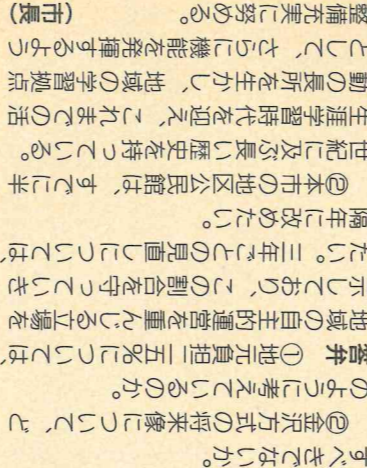 すべきでないか。
②金沢方式の将来像について、ど
のように考えているのか。
答弁 ①地元負担二五％については、
地域の自主的運営を重んじる立場を
示しており、この割合を守っていき
たい。三年ごとの見直しについては、
隔年に改めたい。
②本市の地区公民館は、すでに半
世紀に及ぶ長い歴史を持っている。
生涯学習時代を迎え、これまでの活
動の長所を生かし、地域の学習拠点
として、さらに機能を発揮するよう
整備充実に努める。 (市長)